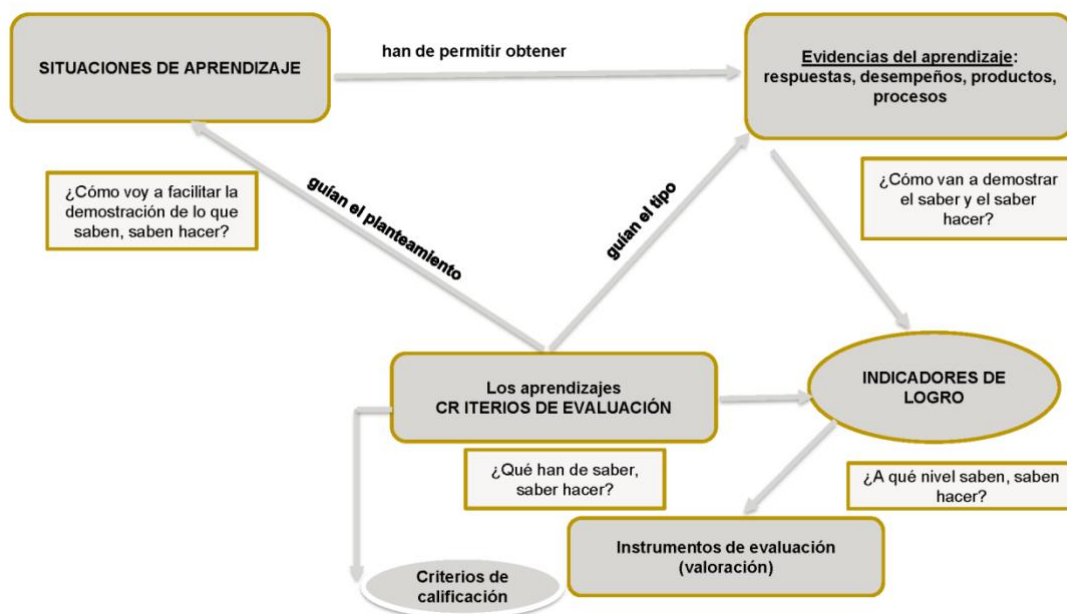 han de permitir obtener
SITUACIONES DE APRENDIZAJE
Evidencias del aprendizaje:
respuestas, desempeños, productos,
procesos
¿Cómo voy a facilitar la
demostración de lo que
saben, saben hacer?
guían el planteamiento
guían el tipo
¿Cómo van a demostrar
el saber y el saber
hacer?
Los aprendizajes
CR ITERIOS DE EVALUACIÓN
INDICADORES DE
LOGRO
¿Qué han de saber,
saber hacer?
¿A qué nivel saben, saben
hacer?
Instrumentos de evaluación
(valoración)
Criterios de
calificación